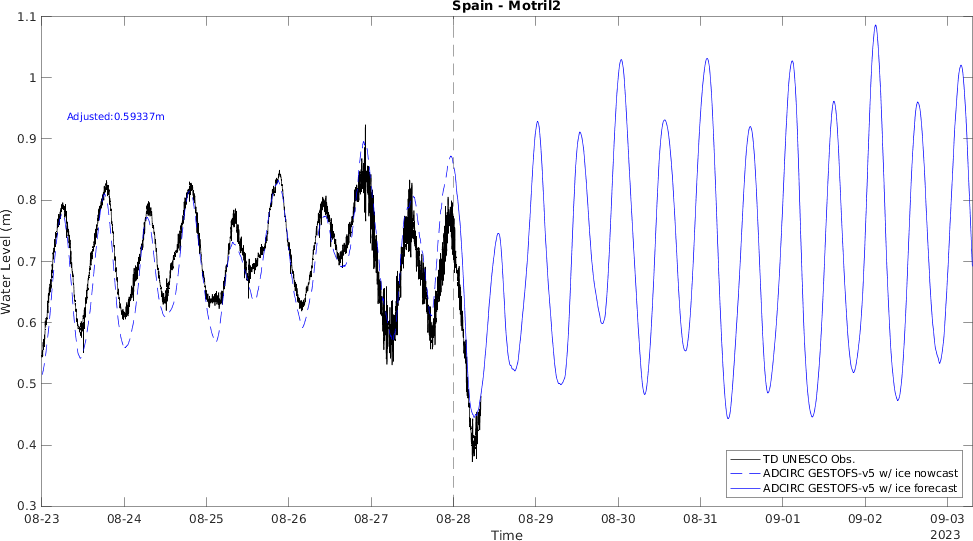 Spain - Motril2
1.1
1
0.9
0.8
0.7
0.6
0.5
0.4
0.3
Water Level (m)
Adjusted:0.59337m
TD UNESCO Obs.
ADCIRC GESTOFS-v5 w/ ice nowcast
ADCIRC GESTOFS-v5 w/ ice forecast
08-23 08-24 08-25 08-26 08-27 08-28 08-29 08-30 08-31 09-01 09-02 09-03
Time
2023